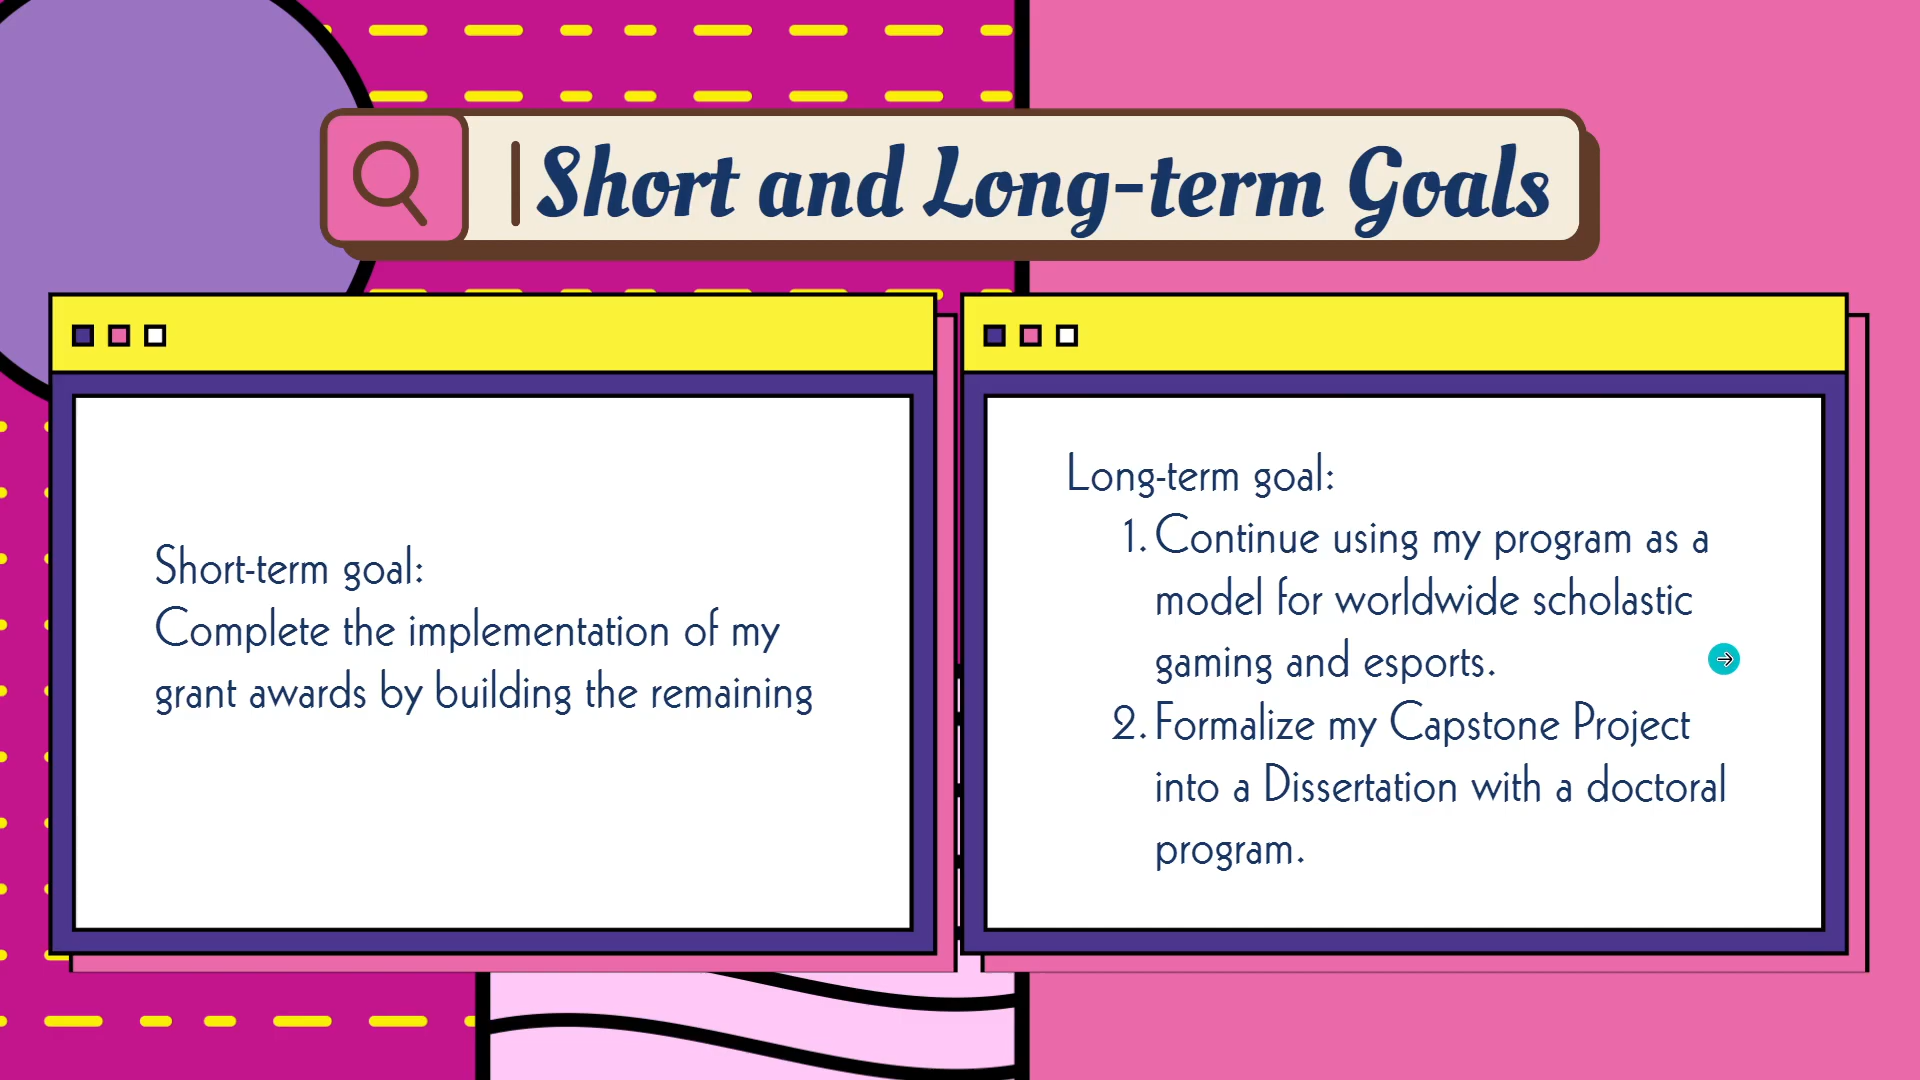 Short and Long-term Goals
Short-term goal:
Complete the implementation of my
grant awards by building the remaining
Long-term goal:
1. Continue using my program as a
model for worldwide scholastic
gaming and esports.
2. Formalize my Capstone Project
into a Dissertation with a doctoral
program.